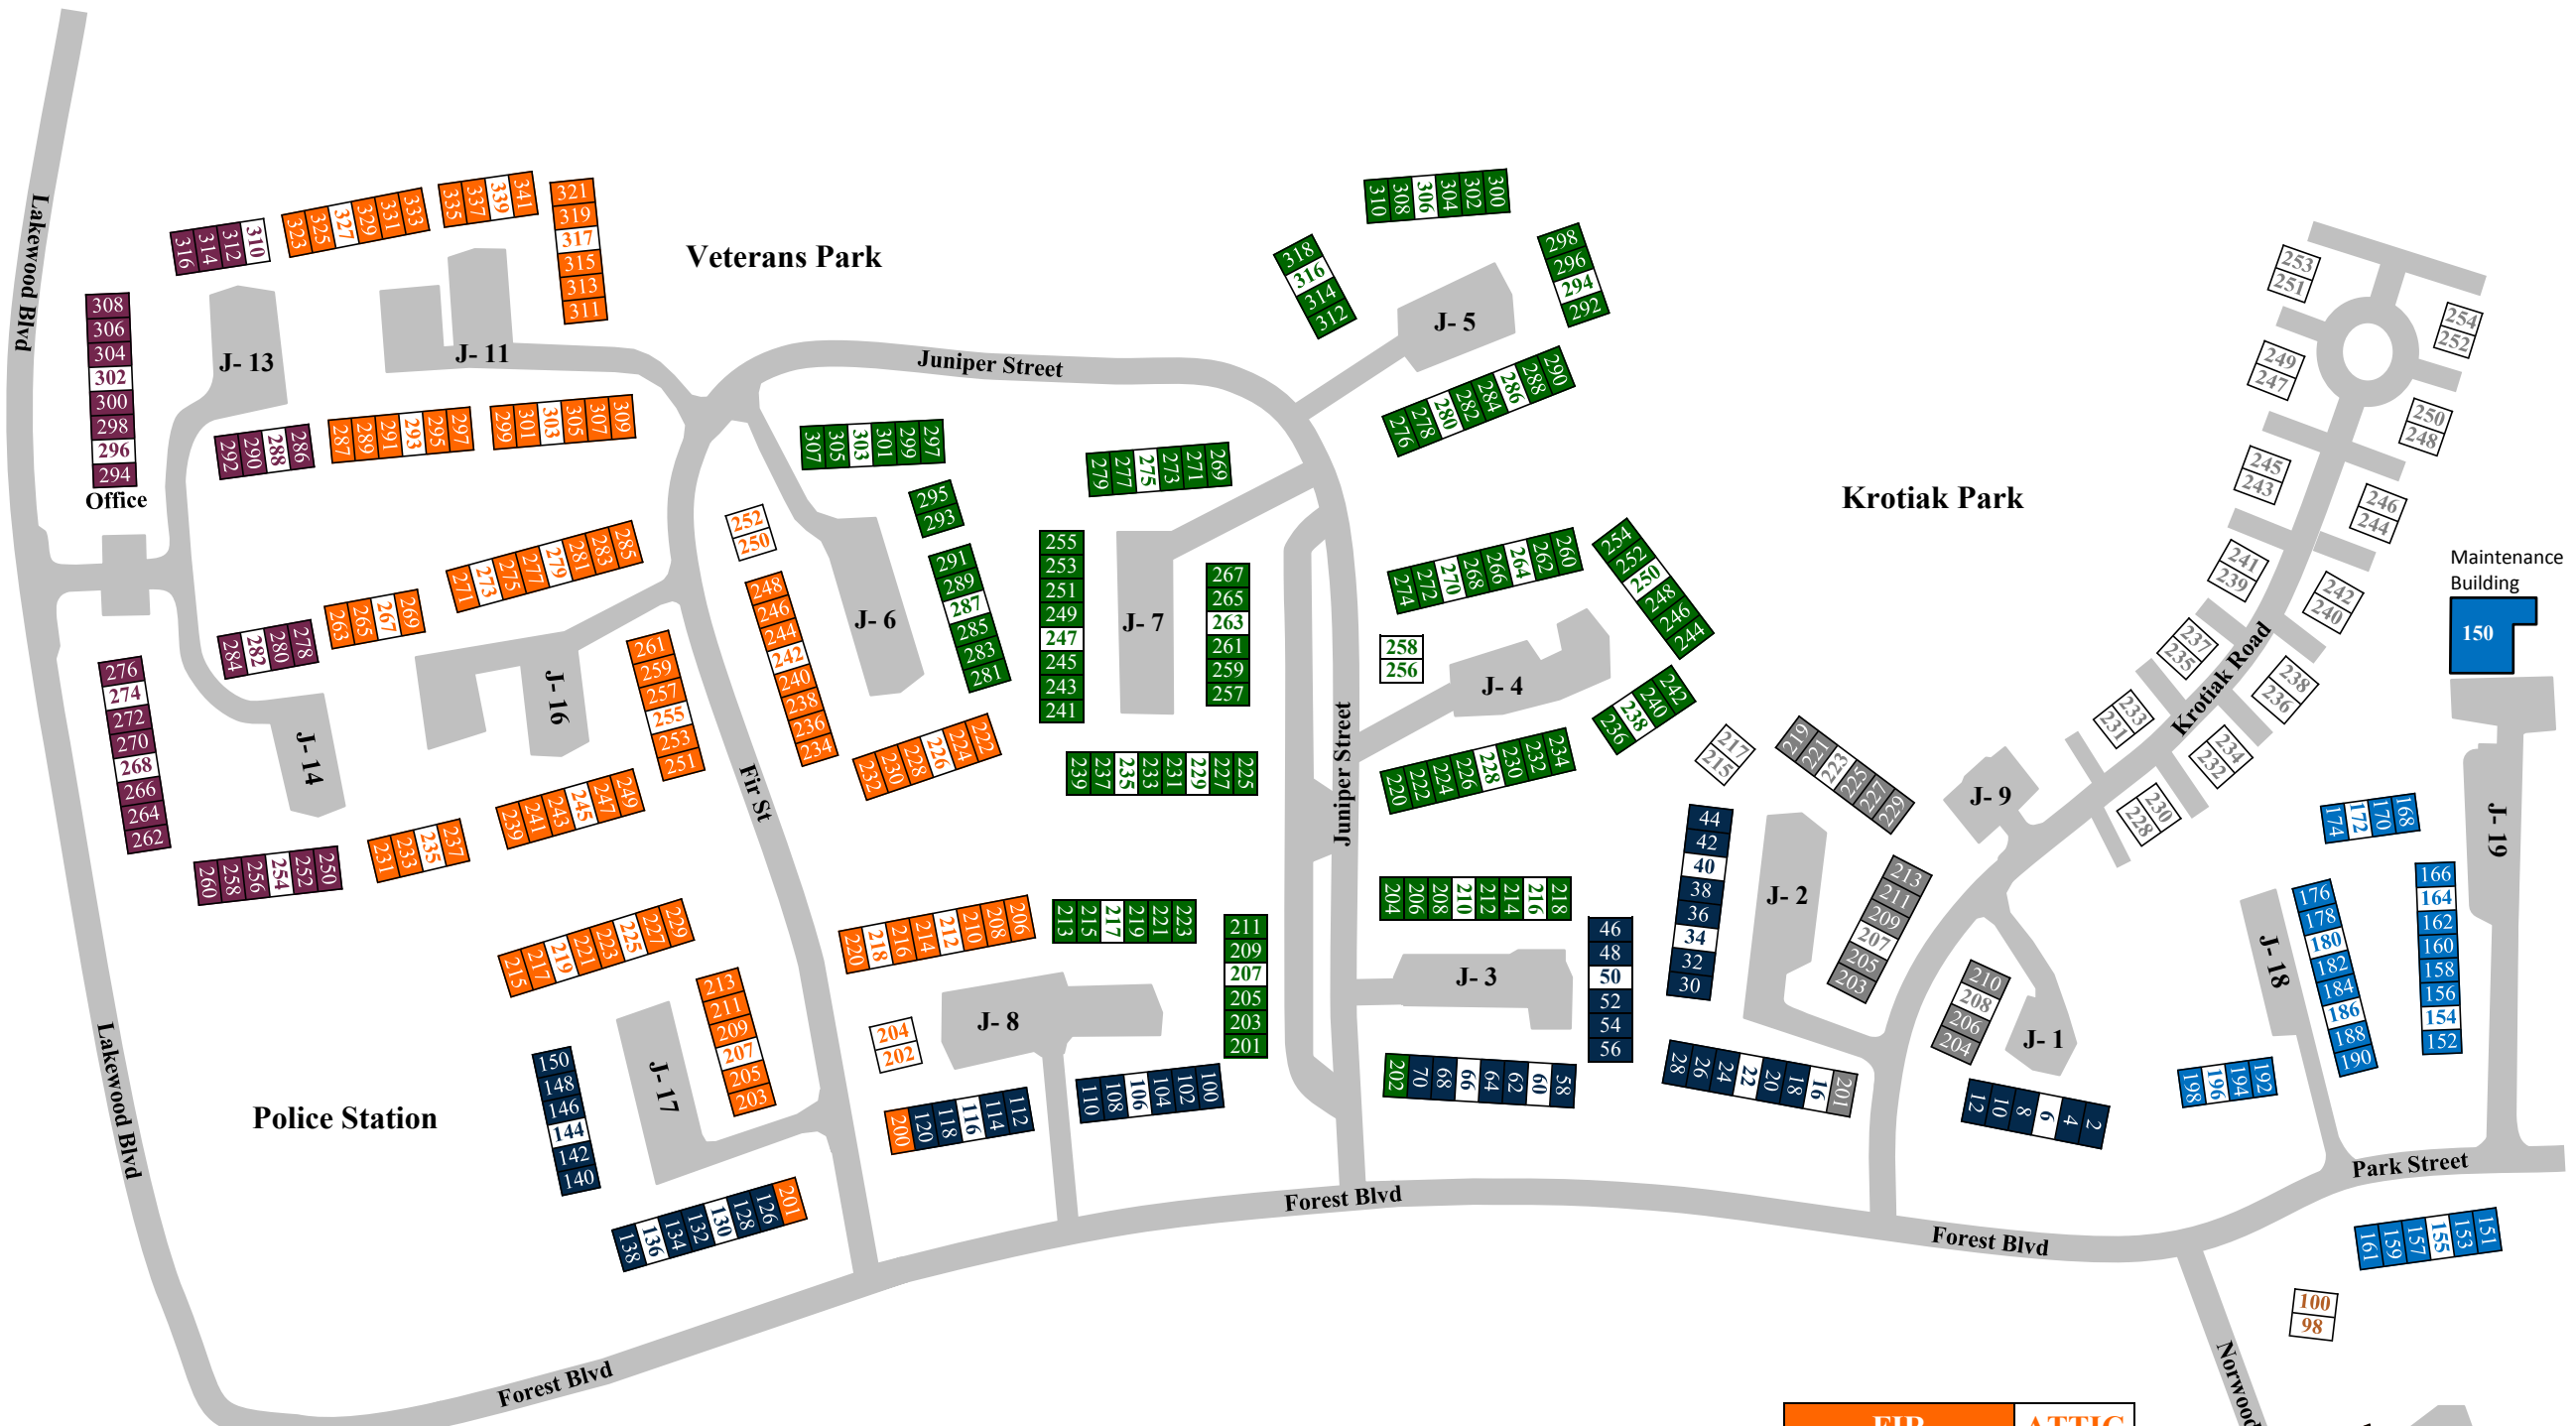 Lakewood Blvd
316 314 312 310
323 325 327 329 331 333
335 337 339 341
321
319
317
315
313
311
Veterans Park
308
306
304
302
300
298
296
294
Office
J- 13
J- 11
292 290 288 286
287 289 291 293 295 297
299 301 303 305 307 309
Juniper Street
310 308 306 304 302 300
318
316
314
312
298
296
294
292
J- 5
276 278 280 282 284 286 288 290
307 305 303 301 299 297
279 277 275 273 271 269
295
293
291
289
287
285
283
281
J- 6
255
253
251
249
247
245
243
241
J- 7
267
265
263
261
259
257
252
250
248
246
244
242
240
238
236
234
232 230 228 226 224 222
239 237 235 233 231 229 227 225
271 273 275 277 279 281 283 285
263 265 267 269
284 282 280 278
276
274
272
270
268
266
264
262
J- 14
J- 16
261
259
257
255
253
251
Fir St
239 241 243 245 247 249
231 233 235 237
260 258 256 254 252 250
215 217 219 221 223 225 227 229
213
211
209
207
205
203
J- 17
150
148
146
144
142
140
138 136 134 132 130 128 126 201
Police Station
Lakewood Blvd
Forest Blvd
220 218 216 214 212 210 208 206
213 215 217 219 221 223
211
209
207
205
203
201
204
202
J- 8
200 120 118 116 114 112
110 108 106 104 102 100
Juniper Street
Krotiak Park
274 272 270 268 266 264 262 260
254
252
250
248
246
244
258
256
J- 4
236 238 240 242
220 222 224 226 228 230 232 234
217
215
219 221 223 225 227 229
204 206 208 210 212 214 216 218
J- 3
46
48
50
52
54
56
44
42
40
38
36
34
32
30
J- 2
213
211
209
207
205
203
202 70 68 66 64 62 60 58
28 26 24 22 20 18 16 201
J- 9
210
208
206
204
J- 1
12 10 8 6 4 2
Forest Blvd
Forest Blvd
253
251
254
252
249
247
250
248
245
243
246
244
241
239
242
240
237
235
238
236
233
231
234
232
230
228
Krotiak Road
Maintenance
Building
150
J- 19
174 172 170 168
166
164
162
160
158
156
154
152
J- 18
176
178
180
182
184
186
188
190
198 196 194 192
Park Street
161 159 157 155 153 151
100
98
Norwood
FIR ATTIC